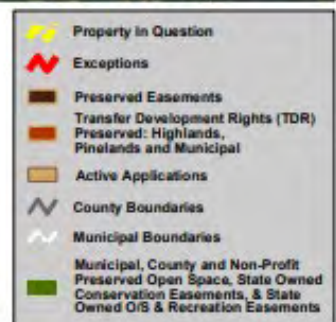 Property In Question
Exceptions
Preserved Easements
Transfer Development Rights (TDR)
Preserved: Highlands,
Pinelands and Municipal
Active Applications
County Boundaries
Municipal Boundaries
Municipal, County and Non-Profit
Preserved Open Space, State Owned
Conservation Easements, & State
Owned O/S & Recreation Easements